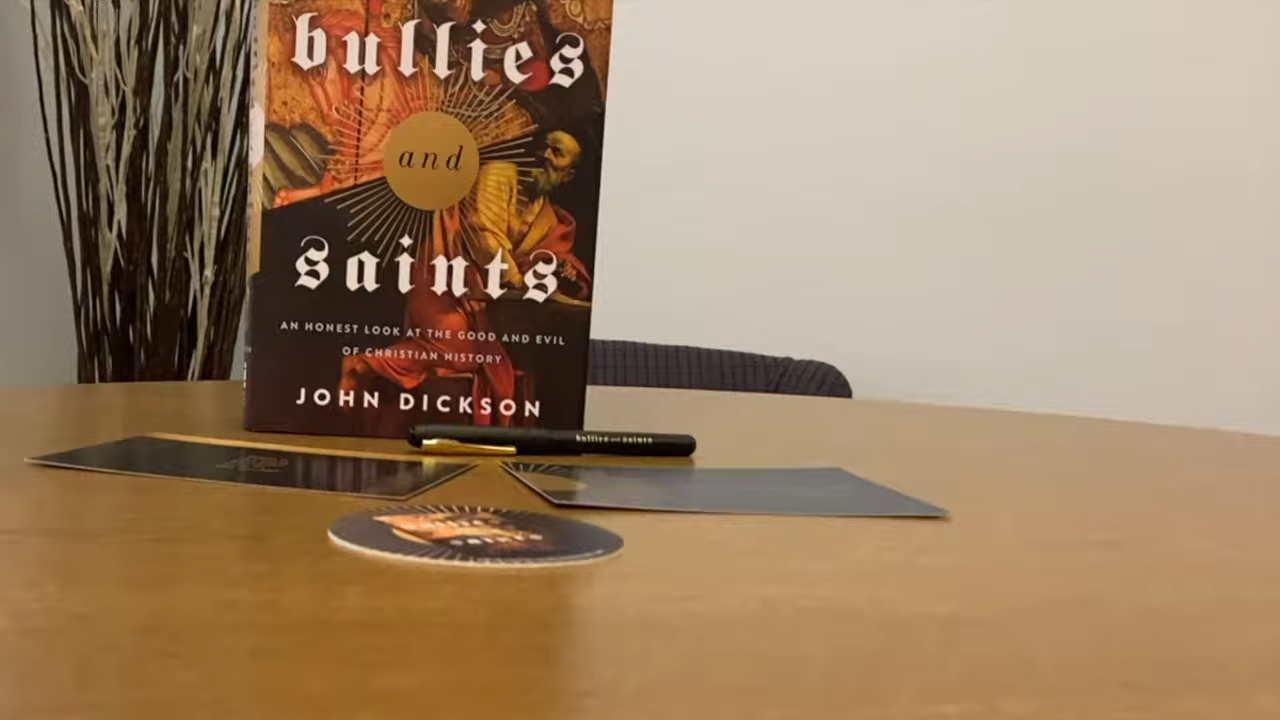 bullies
and
saints
AN HONEST LOOK AT THE GOOD AND EVIL
OF CHRISTIAN HISTORY
JOHN DICKSON
bullies and saints